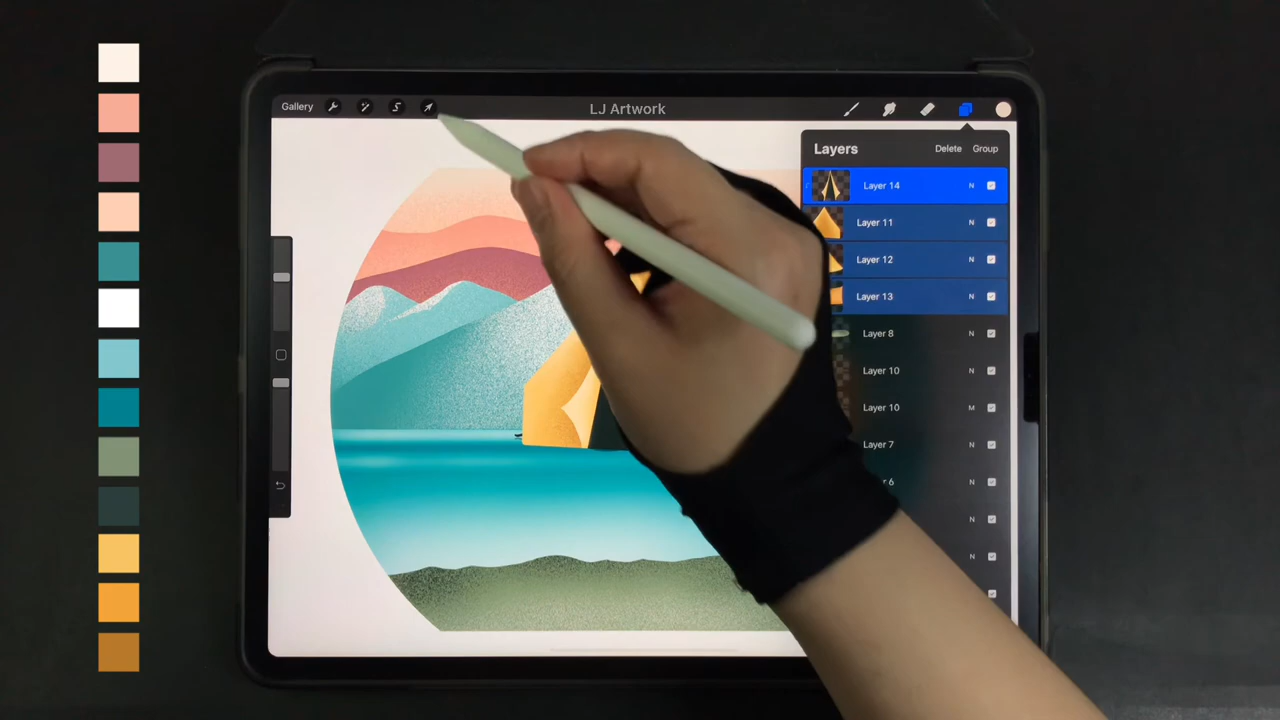 Gallery
LJ Artwork
Layers Delete Group
Layer 14 N
Layer 11 N
Layer 12 N
Layer 13 N
Layer 8 N
Layer 10 N
Layer 10 M
Layer 7 N
N
N
N